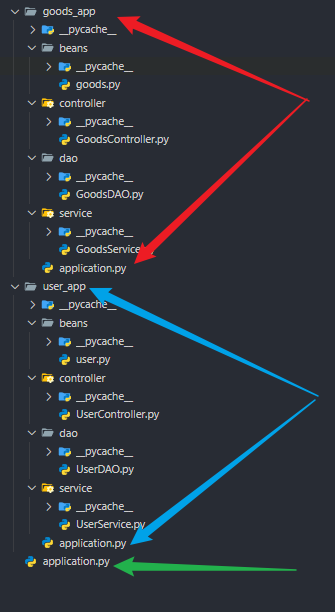 goods_app
__pycache__
beans
__pycache__
goods.py
controller
__pycache__
GoodsController.py
dao
__pycache__
GoodsDAO.py
service
__pycache__
GoodsService
application.py
user_app
__pycache__
beans
__pycache__
user.py
controller
__pycache__
UserController.py
dao
__pycache__
UserDAO.py
service
__pycache__
UserService.py
application.py
application.py